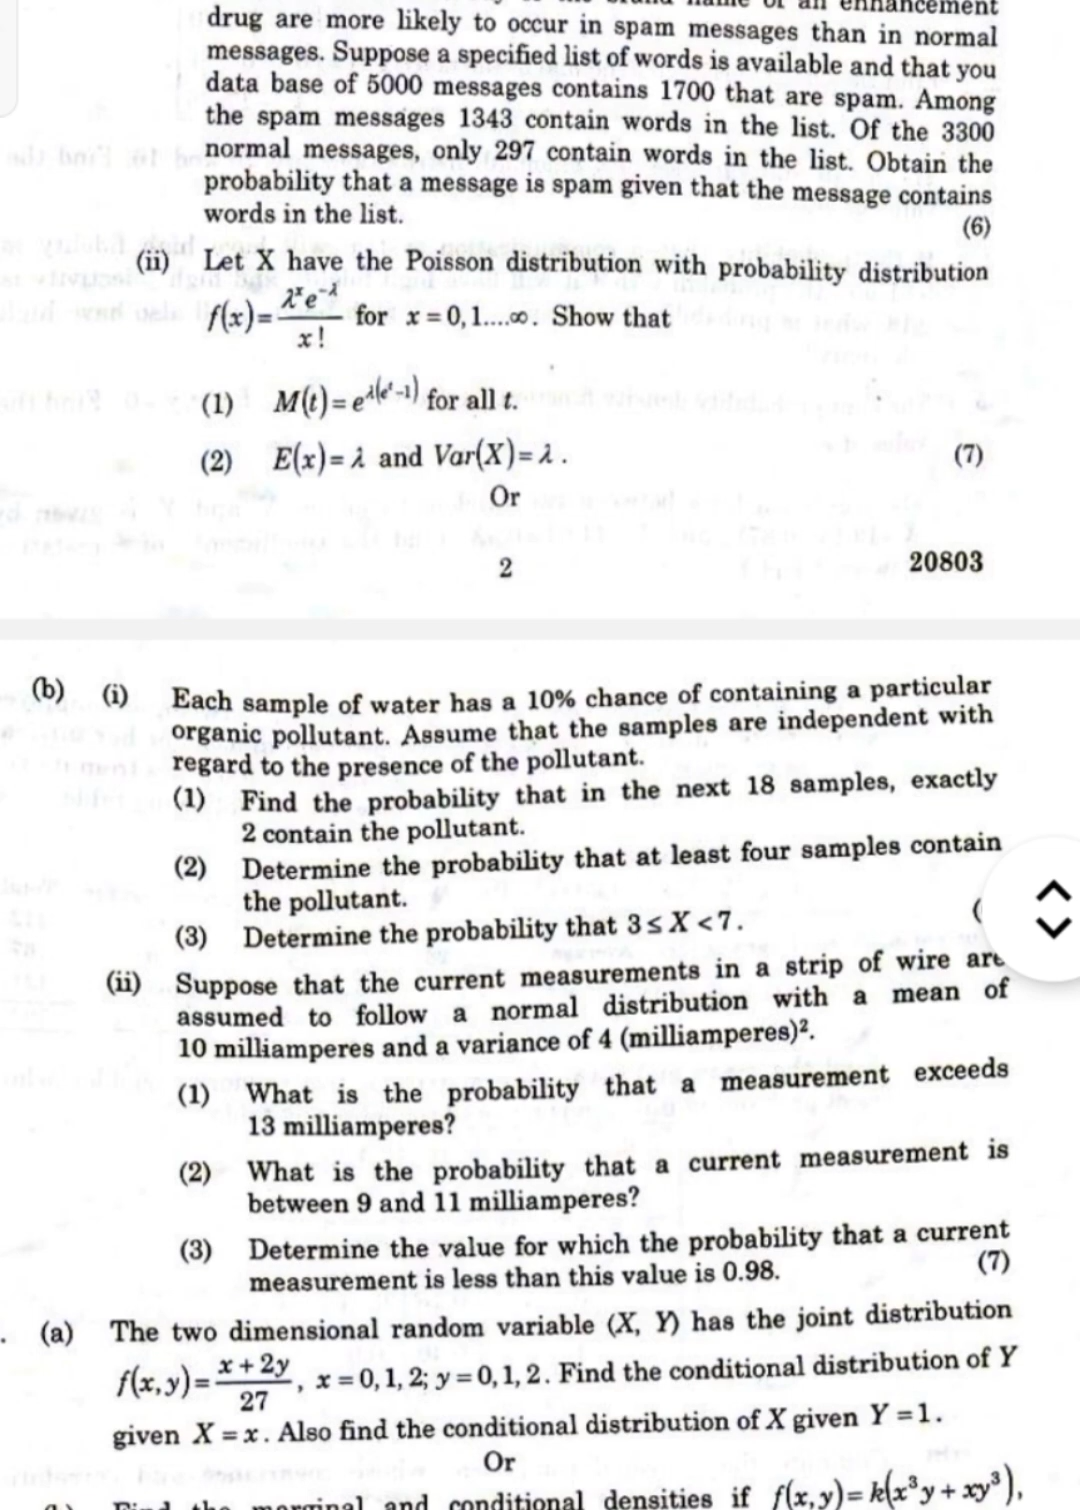 enhancement
drug are more likely to occur in spam messages than in normal
messages. Suppose a specified list of words is available and that you
data base of 5000 messages contains 1700 that are spam. Among
the spam messages 1343 contain words in the list. Of the 3300
normal messages, only 297 contain words in the list. Obtain the
probability that a message is spam given that the message contains
words in the list. (6)
(ii) Let X have the Poisson distribution with probability distribution
f(x)= λˣe^(-λ) / x! for x = 0, 1....∞. Show that
(1) M(t) = e^(λ(eᵗ-1)) for all t.
(2) E(x) = λ and Var(X) = λ. (7)
Or
2 20803
(b) (i) Each sample of water has a 10% chance of containing a particular
organic pollutant. Assume that the samples are independent with
regard to the presence of the pollutant.
(1) Find the probability that in the next 18 samples, exactly
2 contain the pollutant.
(2) Determine the probability that at least four samples contain
the pollutant.
(3) Determine the probability that 3 ≤ X < 7. (
(ii) Suppose that the current measurements in a strip of wire are
assumed to follow a normal distribution with a mean of
10 milliamperes and a variance of 4 (milliamperes)².
(1) What is the probability that a measurement exceeds
13 milliamperes?
(2) What is the probability that a current measurement is
between 9 and 11 milliamperes?
(3) Determine the value for which the probability that a current
measurement is less than this value is 0.98. (7)
. (a) The two dimensional random variable (X, Y) has the joint distribution
f(x, y) = (x + 2y) / 27, x = 0, 1, 2; y = 0, 1, 2. Find the conditional distribution of Y
given X = x. Also find the conditional distribution of X given Y = 1.
Or
Find the marginal and conditional densities if f(x, y) = k(x³y + xy³),